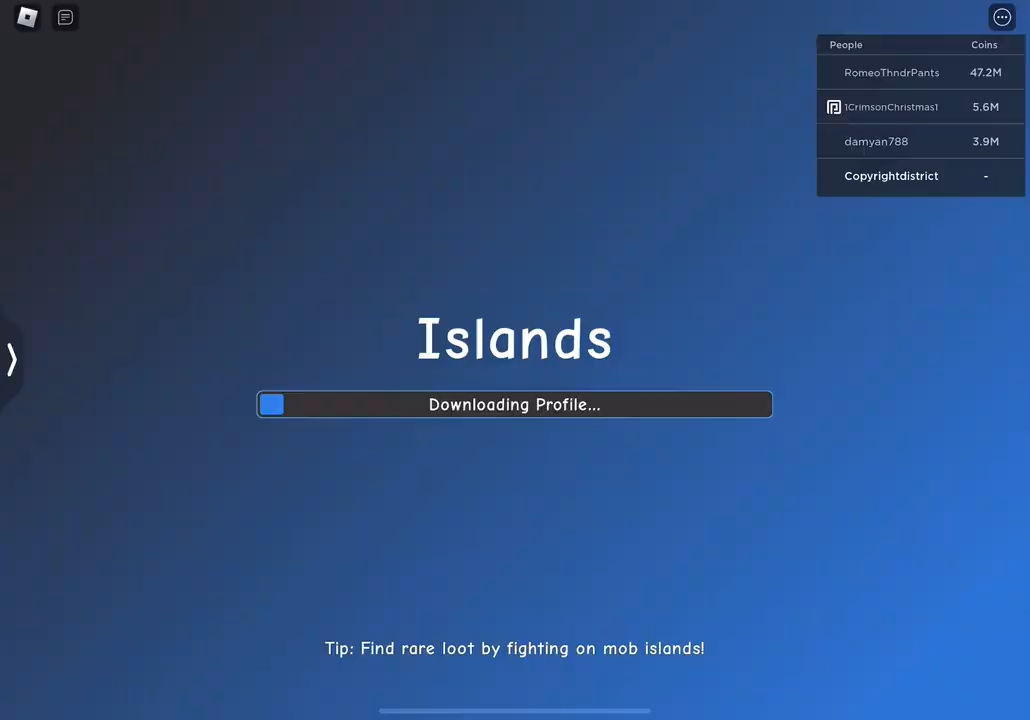 People Coins
RomeoThndrPants 47.2M
1CrimsonChristmas1 5.6M
damyan788 3.9M
Copyrightdistrict -
Islands
Downloading Profile...
Tip: Find rare loot by fighting on mob islands!